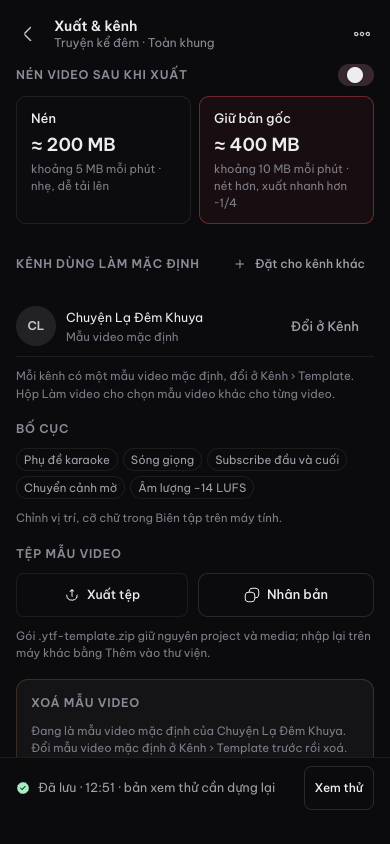 Xuất & kênh
Truyện kể đêm · Toàn khung
NÉN VIDEO SAU KHI XUẤT
Nén
≈ 200 MB
khoảng 5 MB mỗi phút ·
nhẹ, dễ tải lên
Giữ bản gốc
≈ 400 MB
khoảng 10 MB mỗi phút ·
nét hơn, xuất nhanh hơn
~1/4
KÊNH DÙNG LÀM MẶC ĐỊNH
+ Đặt cho kênh khác
CL
Chuyện Lạ Đêm Khuya
Mẫu video mặc định
Đổi ở Kênh
Mỗi kênh có một mẫu video mặc định, đổi ở Kênh › Template.
Hộp Làm video cho chọn mẫu video khác cho từng video.
BỐ CỤC
Phụ đề karaoke
Sóng giọng
Subscribe đầu và cuối
Chuyển cảnh mờ
Âm lượng -14 LUFS
Chỉnh vị trí, cỡ chữ trong Biên tập trên máy tính.
TỆP MẪU VIDEO
Xuất tệp
Nhân bản
Gói .ytf-template.zip giữ nguyên project và media; nhập lại trên
máy khác bằng Thêm vào thư viện.
XOÁ MẪU VIDEO
Đang là mẫu video mặc định của Chuyện Lạ Đêm Khuya.
Đổi mẫu video mặc định ở Kênh › Template trước rồi xoá.
Đã lưu · 12:51 · bản xem thử cần dựng lại
Xem thử